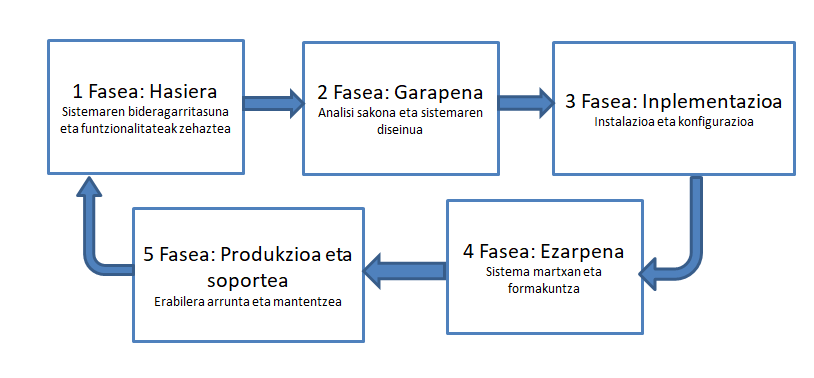 1 Fasea: Hasiera
Sistemaren bideragarritasuna
eta funtzionalitateak zehaztea
2 Fasea: Garapena
Analisi sakona eta sistemaren
diseinua
3 Fasea: Inplementazioa
Instalazioa eta konfigurazioa
4 Fasea: Ezarpena
Sistema martxan eta
formakuntza
5 Fasea: Produkzioa eta
soportea
Erabilera arrunta eta mantentzea